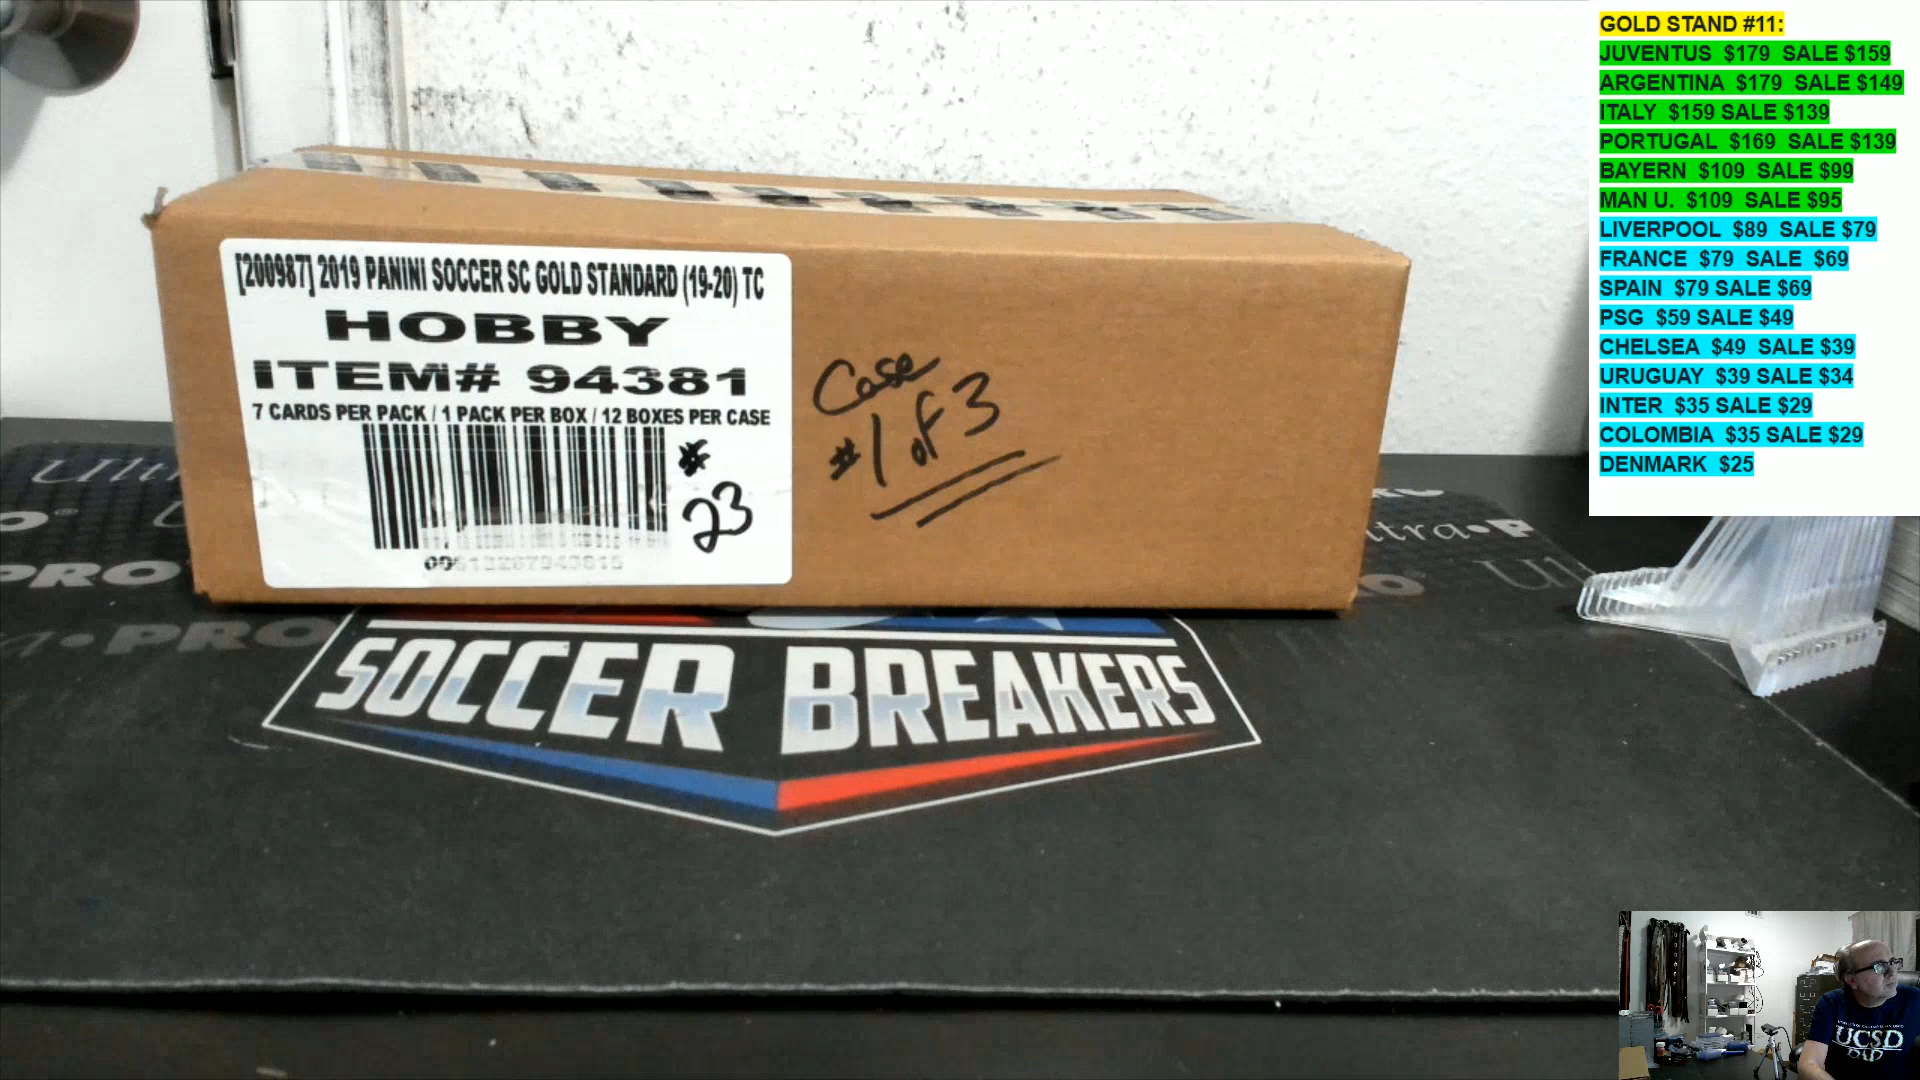 [200987] 2019 PANINI SOCCER SC GOLD STANDARD (19-20) TC
HOBBY
ITEM# 94381
7 CARDS PER PACK / 1 PACK PER BOX / 12 BOXES PER CASE
#
23
Case
#1 of 3
SOCCER BREAKERS
PRO
PRO
GOLD STAND #11:
JUVENTUS $179 SALE $159
ARGENTINA $179 SALE $149
ITALY $159 SALE $139
PORTUGAL $169 SALE $139
BAYERN $109 SALE $99
MAN U. $109 SALE $95
LIVERPOOL $89 SALE $79
FRANCE $79 SALE $69
SPAIN $79 SALE $69
PSG $59 SALE $49
CHELSEA $49 SALE $39
URUGUAY $39 SALE $34
INTER $35 SALE $29
COLOMBIA $35 SALE $29
DENMARK $25
UCSD
DAD